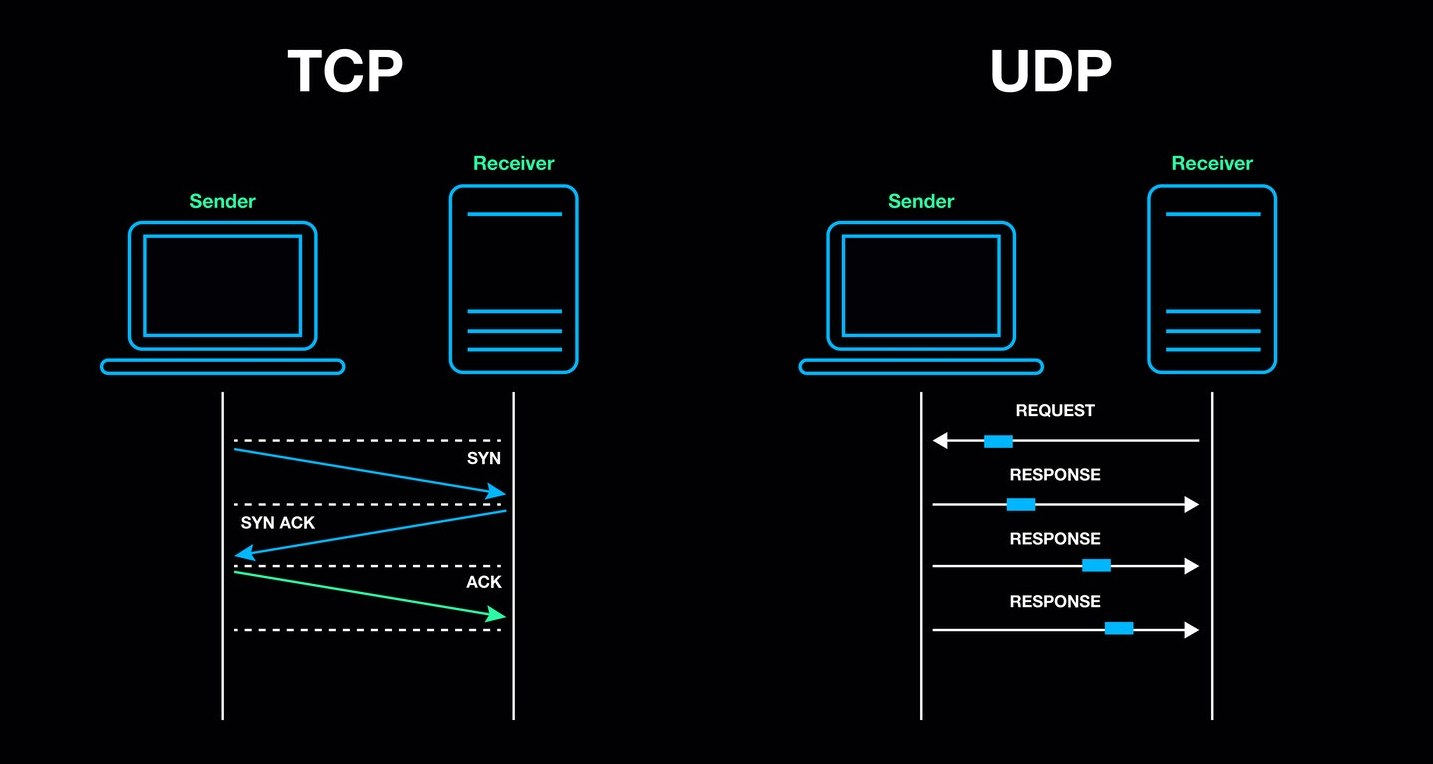 TCP
UDP
Sender
Receiver
Sender
Receiver
SYN
SYN ACK
ACK
REQUEST
RESPONSE
RESPONSE
RESPONSE